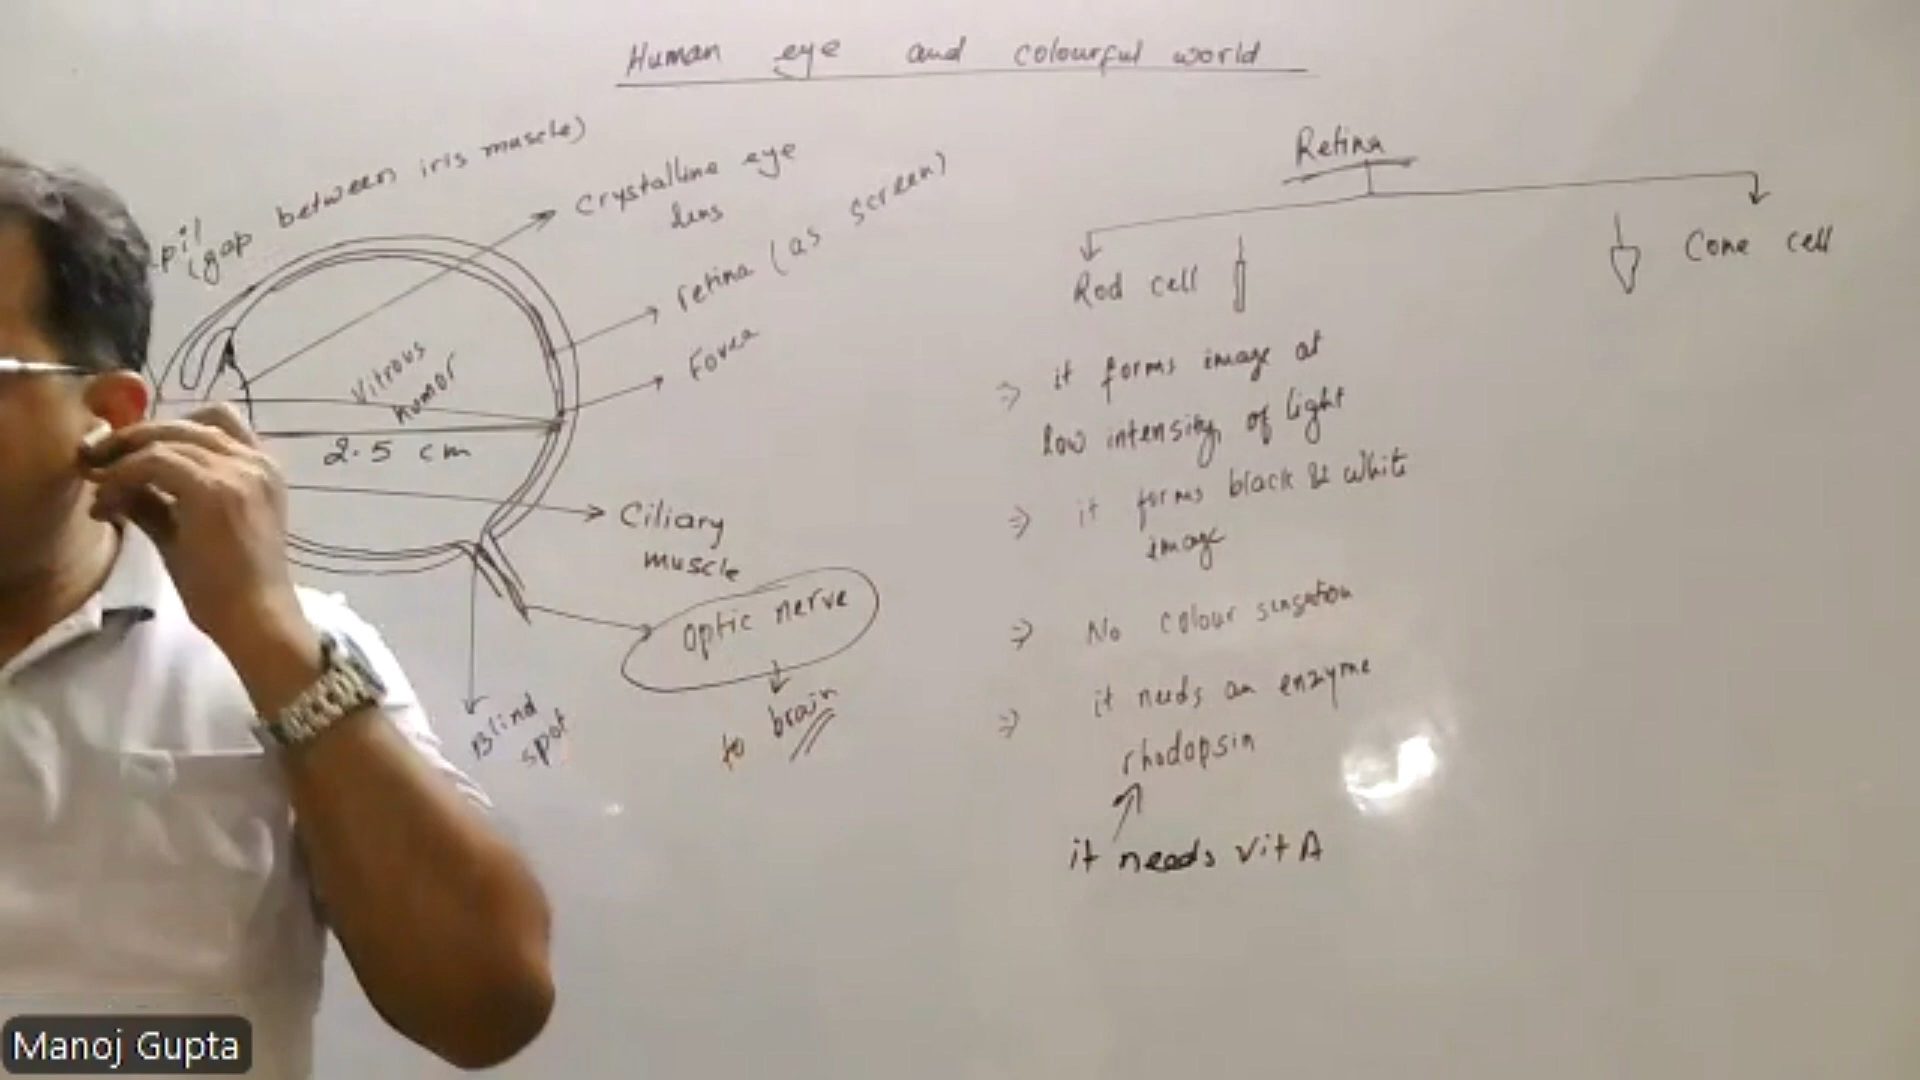 Human eye and colourful world
pil
(gap between iris muscle)
Crystalline eye
lens
retina (as screen)
Fovea
Vitrous
humor
2.5 cm
Ciliary
muscle
Optic nerve
to brain
Blind
spot
Retina
Rod cell
Cone cell
⇒ it forms image at
low intensity of light
⇒ it forms black & white
image
⇒ No colour sensation
⇒ it needs an enzyme
rhodopsin
it needs Vit A
Manoj Gupta